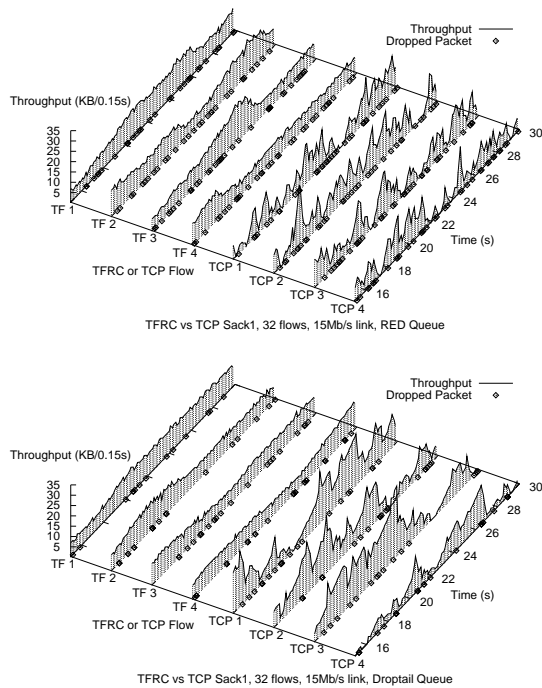 Throughput
Dropped Packet
Throughput (KB/0.15s)
35
30
25
20
15
10
5
TF 1
TF 2
TF 3
TF 4
TCP 1
TCP 2
TCP 3
TCP 4
TFRC or TCP Flow
16
18
20
22
24
26
28
30
Time (s)
TFRC vs TCP Sack1, 32 flows, 15Mb/s link, RED Queue
Throughput
Dropped Packet
Throughput (KB/0.15s)
35
30
25
20
15
10
5
TF 1
TF 2
TF 3
TF 4
TCP 1
TCP 2
TCP 3
TCP 4
TFRC or TCP Flow
16
18
20
22
24
26
28
30
Time (s)
TFRC vs TCP Sack1, 32 flows, 15Mb/s link, Droptail Queue